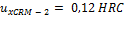 u_{xCRM – 2} = 0,12 HRC